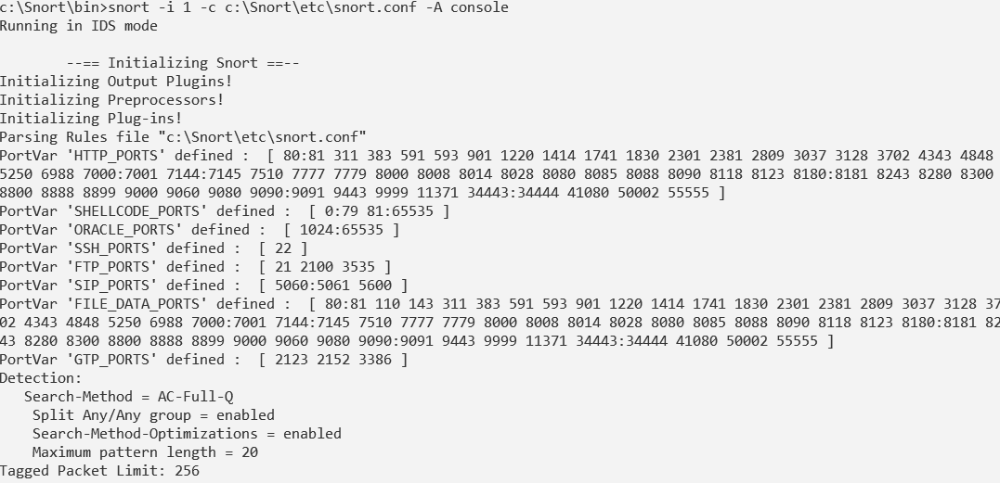 c:\Snort\bin>snort -i 1 -c c:\Snort\etc\snort.conf -A console
Running in IDS mode
--== Initializing Snort ==--
Initializing Output Plugins!
Initializing Preprocessors!
Initializing Plug-ins!
Parsing Rules file "c:\Snort\etc\snort.conf"
PortVar 'HTTP_PORTS' defined :  [ 80:81 311 383 591 593 901 1220 1414 1741 1830 2301 2381 2809 3037 3128 3702 4343 4848
5250 6988 7000:7001 7144:7145 7510 7777 7779 8000 8008 8014 8028 8080 8085 8088 8090 8118 8123 8180:8181 8243 8280 8300
8800 8888 8899 9000 9060 9080 9090:9091 9443 9999 11371 34443:34444 41080 50002 55555 ]
PortVar 'SHELLCODE_PORTS' defined :  [ 0:79 81:65535 ]
PortVar 'ORACLE_PORTS' defined :  [ 1024:65535 ]
PortVar 'SSH_PORTS' defined :  [ 22 ]
PortVar 'FTP_PORTS' defined :  [ 21 2100 3535 ]
PortVar 'SIP_PORTS' defined :  [ 5060:5061 5600 ]
PortVar 'FILE_DATA_PORTS' defined :  [ 80:81 110 143 311 383 591 593 901 1220 1414 1741 1830 2301 2381 2809 3037 3128 37
02 4343 4848 5250 6988 7000:7001 7144:7145 7510 7777 7779 8000 8008 8014 8028 8080 8085 8088 8090 8118 8123 8180:8181 82
43 8280 8300 8800 8888 8899 9000 9060 9080 9090:9091 9443 9999 11371 34443:34444 41080 50002 55555 ]
PortVar 'GTP_PORTS' defined :  [ 2123 2152 3386 ]
Detection:
Search-Method = AC-Full-Q
Split Any/Any group = enabled
Search-Method-Optimizations = enabled
Maximum pattern length = 20
Tagged Packet Limit: 256